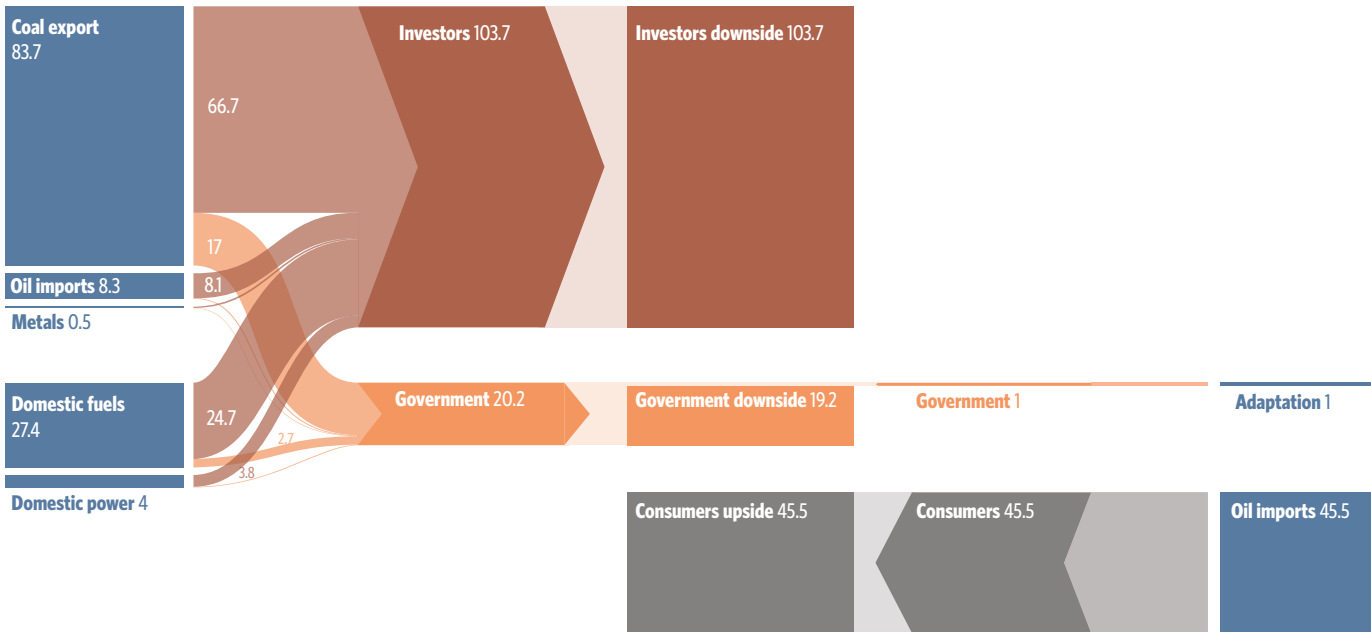 Coal export
83.7
66.7
17
Oil imports 8.3
8.1
Metals 0.5
Domestic fuels
27.4
24.7
2.7
3.8
Domestic power 4
Investors 103.7
Investors downside 103.7
Government 20.2
Government downside 19.2
Government 1
Adaptation 1
Consumers upside 45.5
Consumers 45.5
Oil imports 45.5